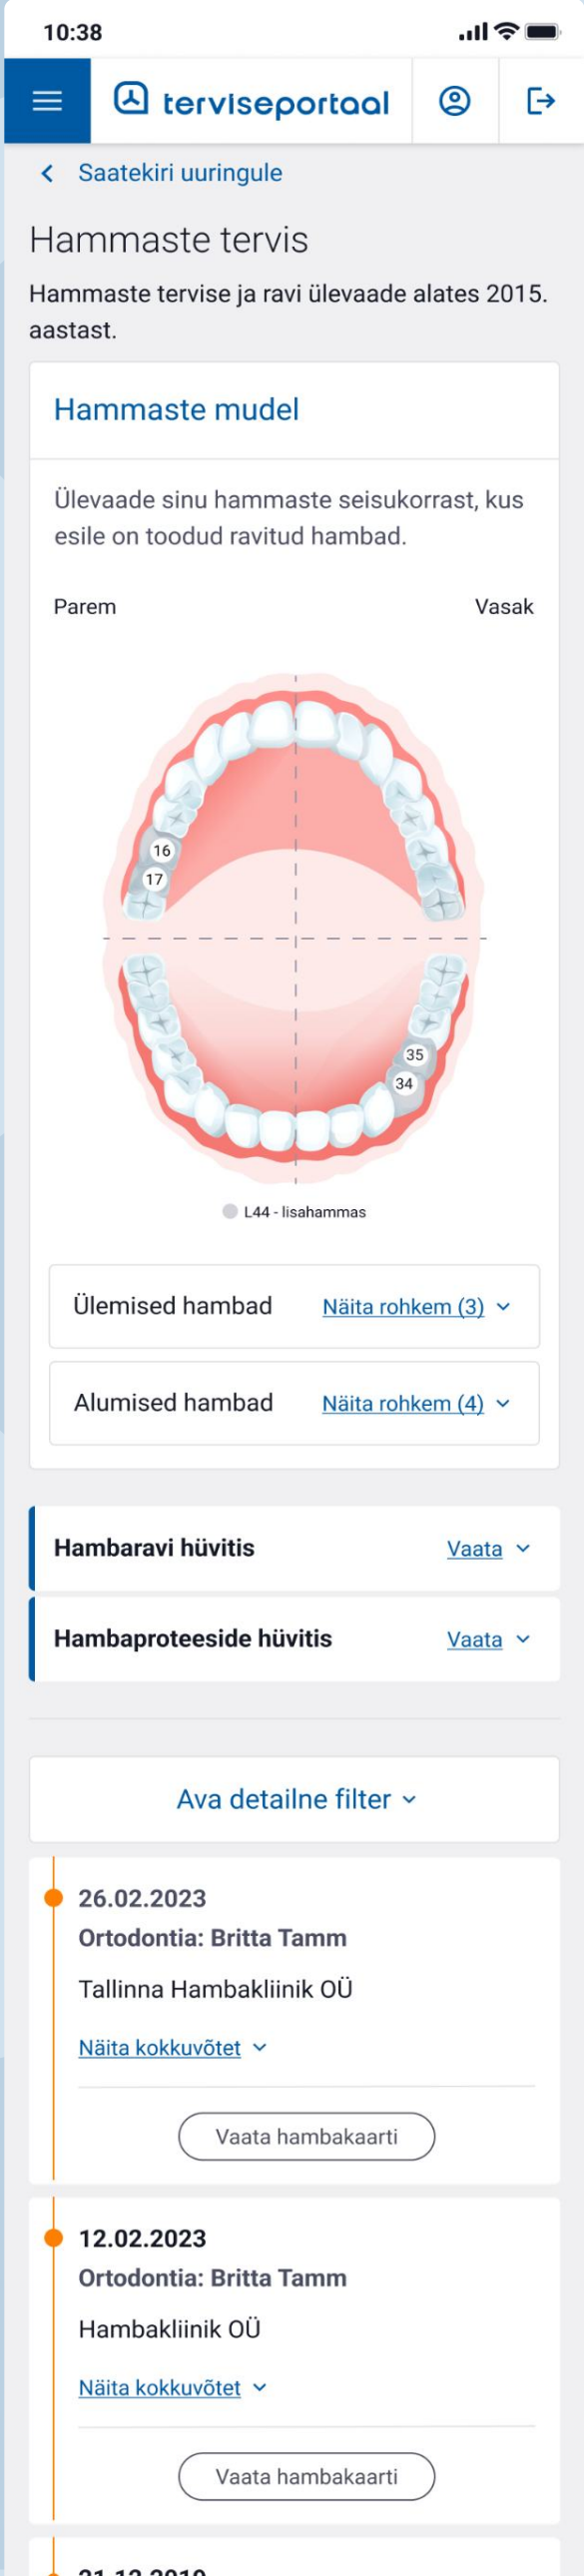 10:38
terviseportaal
Saatekiri uuringule
Hammaste tervis
Hammaste tervise ja ravi ülevaade alates 2015.
aastast.
Hammaste mudel
Ülevaade sinu hammaste seisukorrast, kus
esile on toodud ravitud hambad.
Parem Vasak
16
17
35
34
L44 - lisahammas
Ülemised hambad Näita rohkem (3)
Alumised hambad Näita rohkem (4)
Hambaravi hüvitis Vaata
Hambaproteeside hüvitis Vaata
Ava detailne filter
26.02.2023
Ortodontia: Britta Tamm
Tallinna Hambakliinik OÜ
Näita kokkuvõtet
Vaata hambakaarti
12.02.2023
Ortodontia: Britta Tamm
Hambakliinik OÜ
Näita kokkuvõtet
Vaata hambakaarti